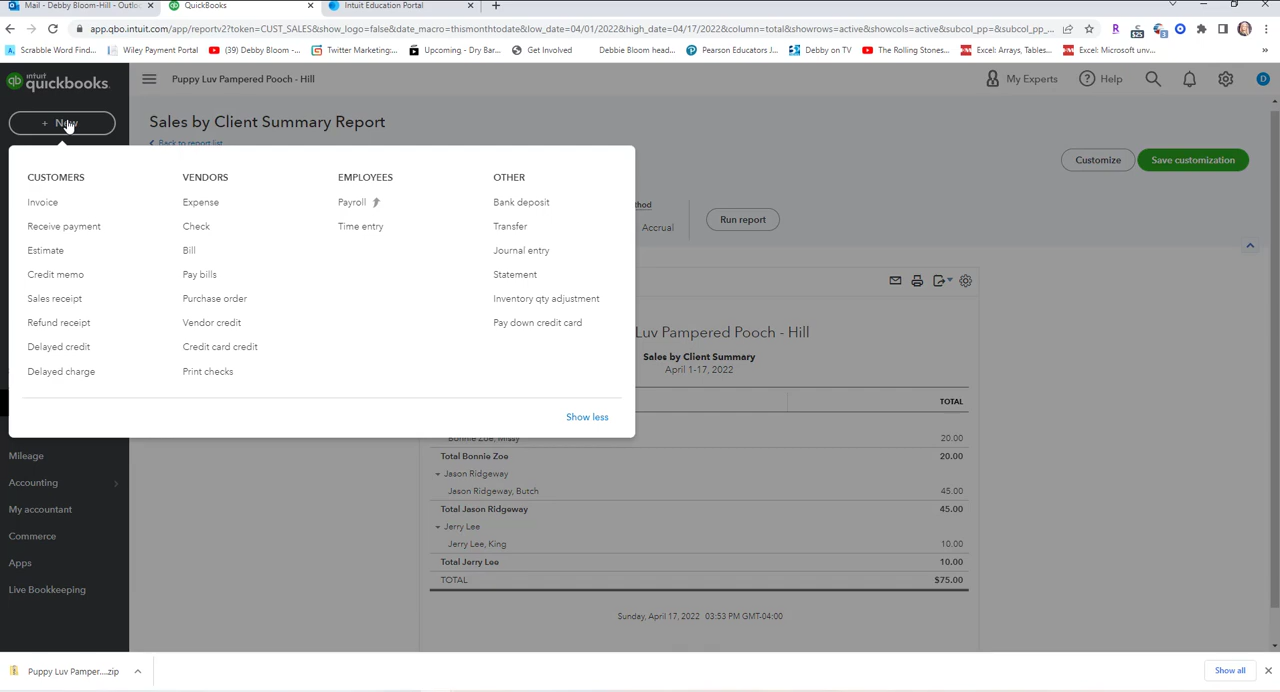 Mail - Debby Bloom-Hill - Outlo
QuickBooks
Intuit Education Portal
app.qbo.intuit.com/app/reportv2?token=CUST_SALES&show_logo=false&date_macro=thismonthtodate&low_date=04/01/2022&high_date=04/17/2022&column=total&showrows=active&showcols=active&subcol_pp=&subcol_pp_...
Scrabble Word Find...
Wiley Payment Portal
(39) Debby Bloom -...
Twitter Marketing:...
Upcoming - Dry Bar...
Get Involved
Debbie Bloom head...
Pearson Educators J...
Debby on TV
The Rolling Stones...
Excel: Arrays, Tables...
Excel: Microsoft unv...
»
intuit
quickbooks.
Puppy Luv Pampered Pooch - Hill
My Experts
Help
D
+ New
Sales by Client Summary Report
Back to report list
Customize
Save customization
CUSTOMERS
Invoice
Receive payment
Estimate
Credit memo
Sales receipt
Refund receipt
Delayed credit
Delayed charge
VENDORS
Expense
Check
Bill
Pay bills
Purchase order
Vendor credit
Credit card credit
Print checks
EMPLOYEES
Payroll
Time entry
OTHER
Bank deposit
Transfer
Journal entry
Statement
Inventory qty adjustment
Pay down credit card
Show less
thod
Accrual
Run report
Luv Pampered Pooch - Hill
Sales by Client Summary
April 1-17, 2022
TOTAL
Bonnie Zoe, Missy 20.00
Total Bonnie Zoe 20.00
Jason Ridgeway
Jason Ridgeway, Butch 45.00
Total Jason Ridgeway 45.00
Jerry Lee
Jerry Lee, King 10.00
Total Jerry Lee 10.00
TOTAL $75.00
Sunday, April 17, 2022 03:53 PM GMT-04:00
Mileage
Accounting
My accountant
Commerce
Apps
Live Bookkeeping
Puppy Luv Pamper....zip
Show all